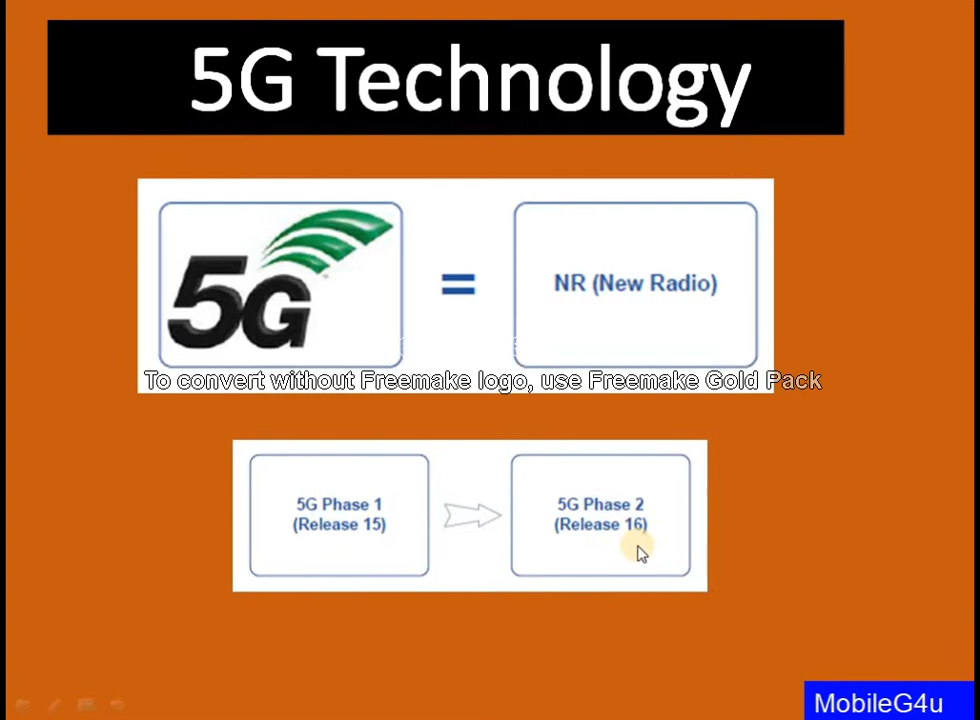 5G Technology
5G
=
NR (New Radio)
To convert without Freemake logo, use Freemake Gold Pack
5G Phase 1
(Release 15)
5G Phase 2
(Release 16)
MobileG4u